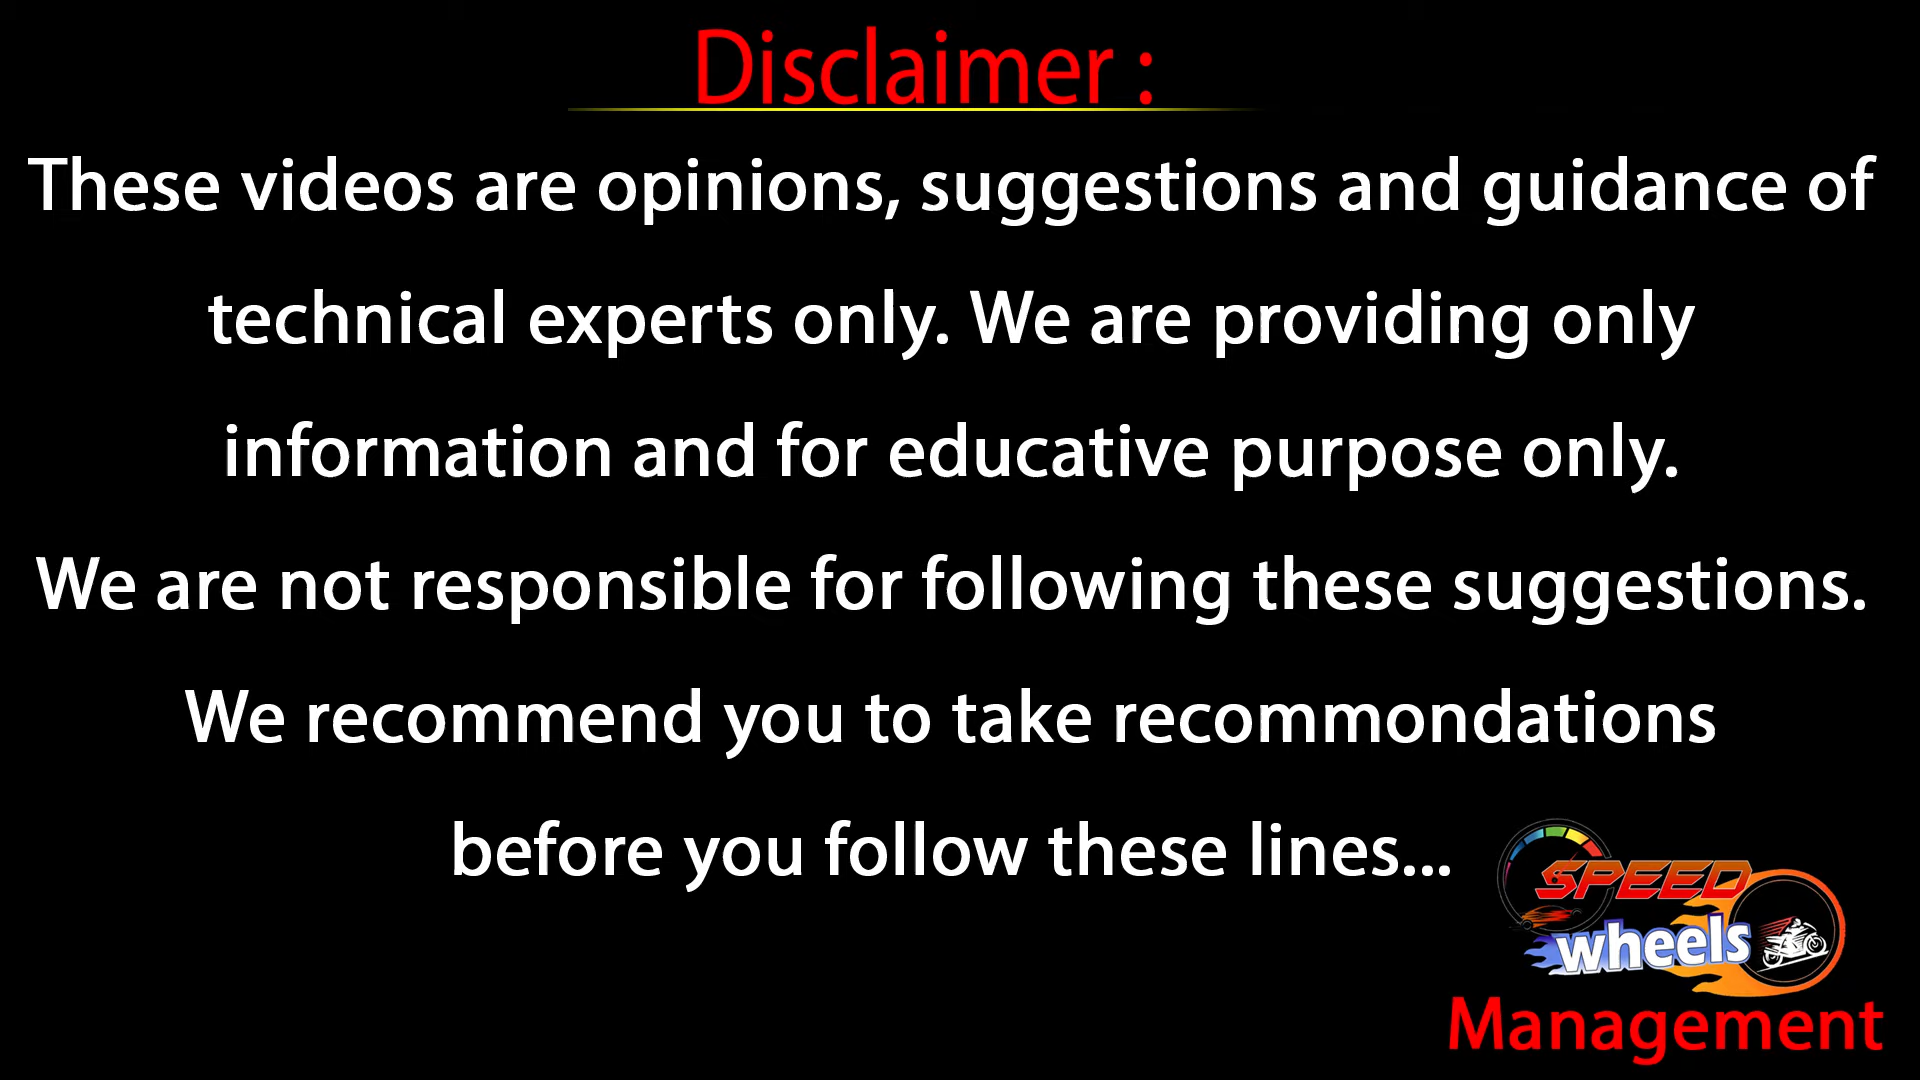 Disclaimer :
These videos are opinions, suggestions and guidance of
technical experts only. We are providing only
information and for educative purpose only.
We are not responsible for following these suggestions.
We recommend you to take recommondations
before you follow these lines...
SPEED
wheels
Management